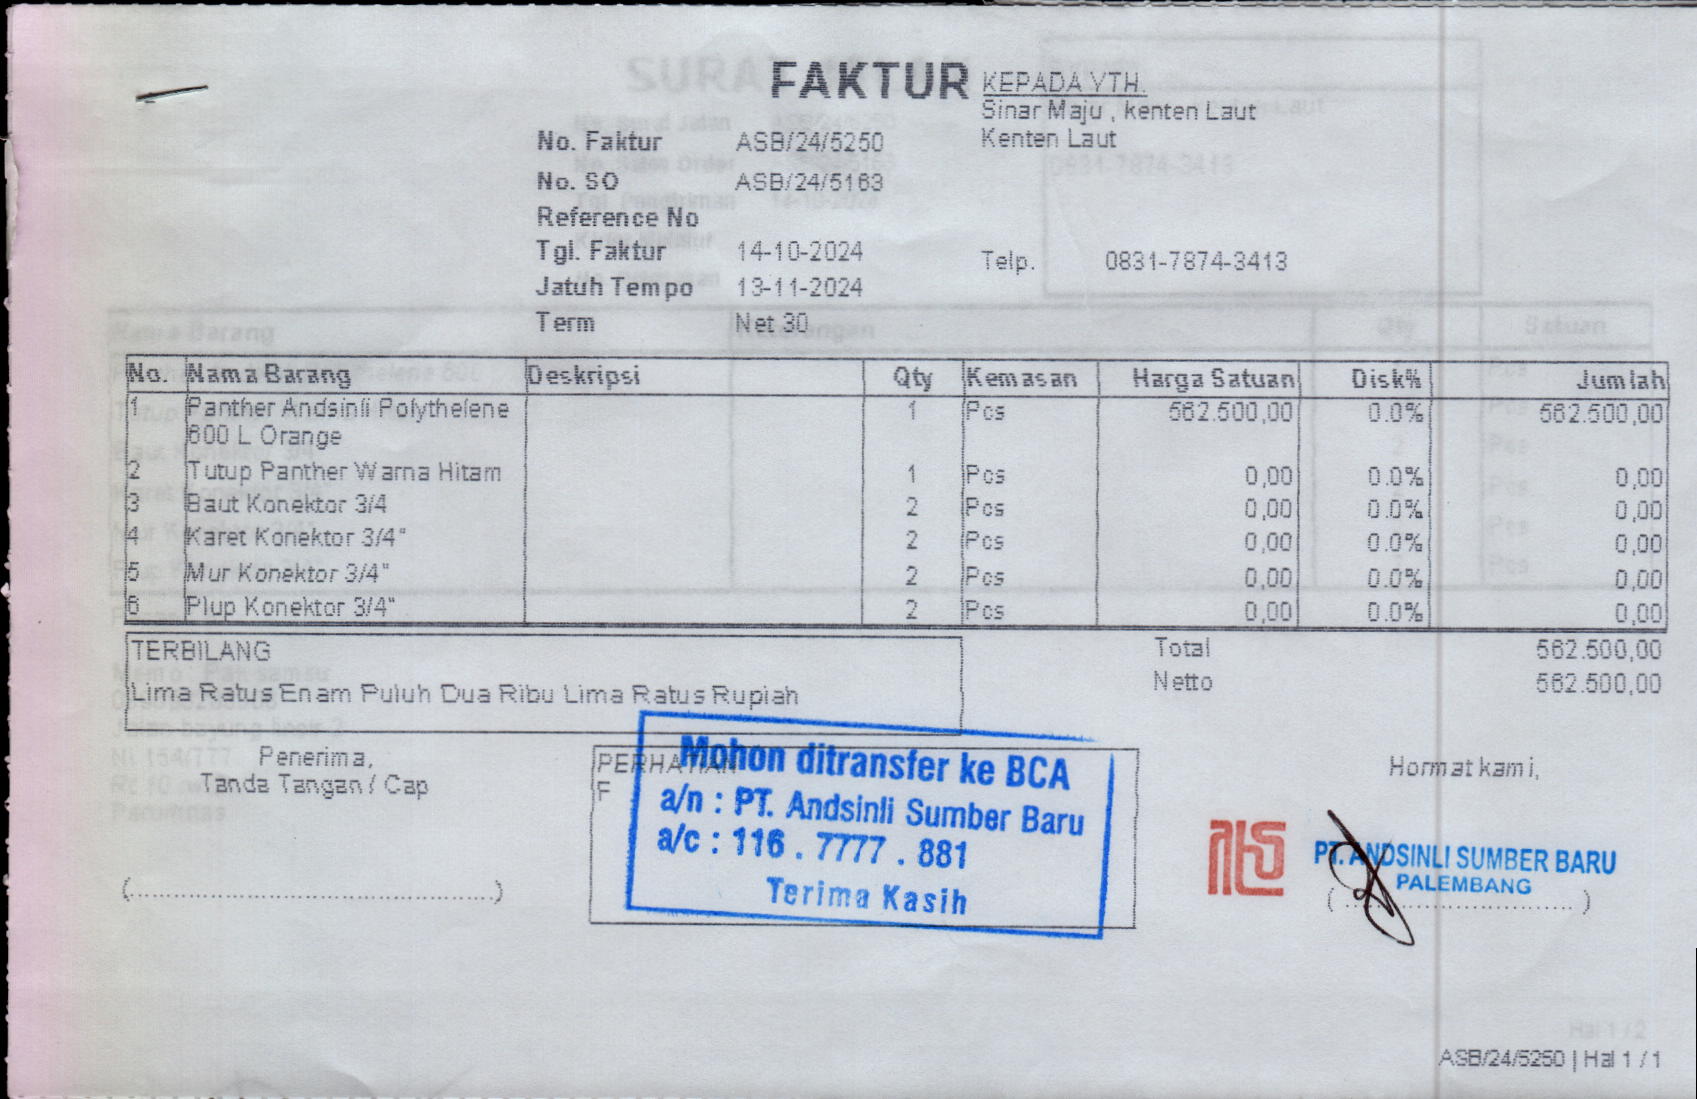 FAKTUR
KEPADA YTH.
Sinar Maju , kenten Laut
Kenten Laut
No. Faktur ASB/24/5250
No. SO ASB/24/5163
Reference No
Tgl. Faktur 14-10-2024
Telp. 0831-7874-3413
Jatuh Tempo 13-11-2024
Term Net 30
No. Nama Barang Deskripsi Qty Kemasan Harga Satuan Disk% Jumlah
1 Panther Andsinli Polythelene 1 Pcs 562.500,00 0.0% 562.500,00
600 L Orange
2 Tutup Panther Warna Hitam 1 Pcs 0,00 0.0% 0,00
3 Baut Konektor 3/4 2 Pcs 0,00 0.0% 0,00
4 Karet Konektor 3/4" 2 Pcs 0,00 0.0% 0,00
5 Mur Konektor 3/4" 2 Pcs 0,00 0.0% 0,00
6 Plup Konektor 3/4" 2 Pcs 0,00 0.0% 0,00
TERBILANG
Total 562.500,00
Netto 562.500,00
Lima Ratus Enam Puluh Dua Ribu Lima Ratus Rupiah
Penerima,
Tanda Tangan / Cap
PERHATIAN
F
Mohon ditransfer ke BCA
a/n : PT. Andsinli Sumber Baru
a/c : 116 . 7777 . 881
Terima Kasih
Hormat kami,
PT. ANDSINLI SUMBER BARU
PALEMBANG
ASB/24/5250 | Hal 1 / 1